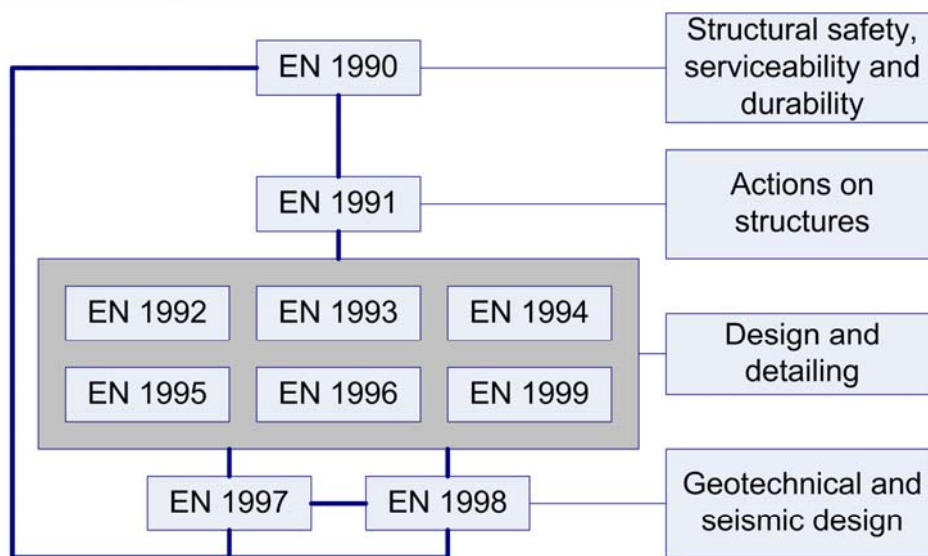 EN 1990
Structural safety,
serviceability and
durability
EN 1991
Actions on
structures
EN 1992
EN 1993
EN 1994
EN 1995
EN 1996
EN 1999
Design and
detailing
EN 1997
EN 1998
Geotechnical and
seismic design